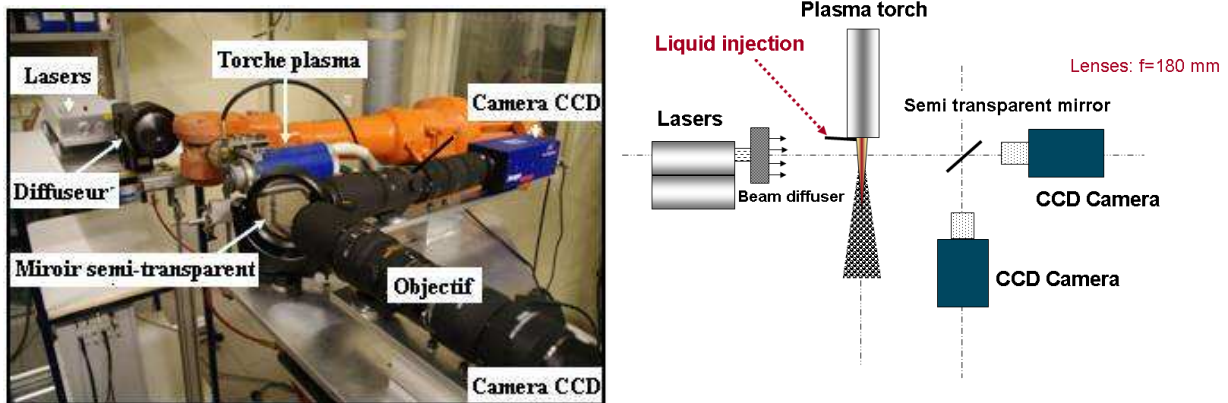 Lasers
Torche plasma
Camera CCD
Diffuseur
Miroir semi-transparent
Objectif
Camera CCD
Plasma torch
Liquid injection
Lenses: f=180 mm
Semi transparent mirror
Lasers
Beam diffuser
CCD Camera
CCD Camera